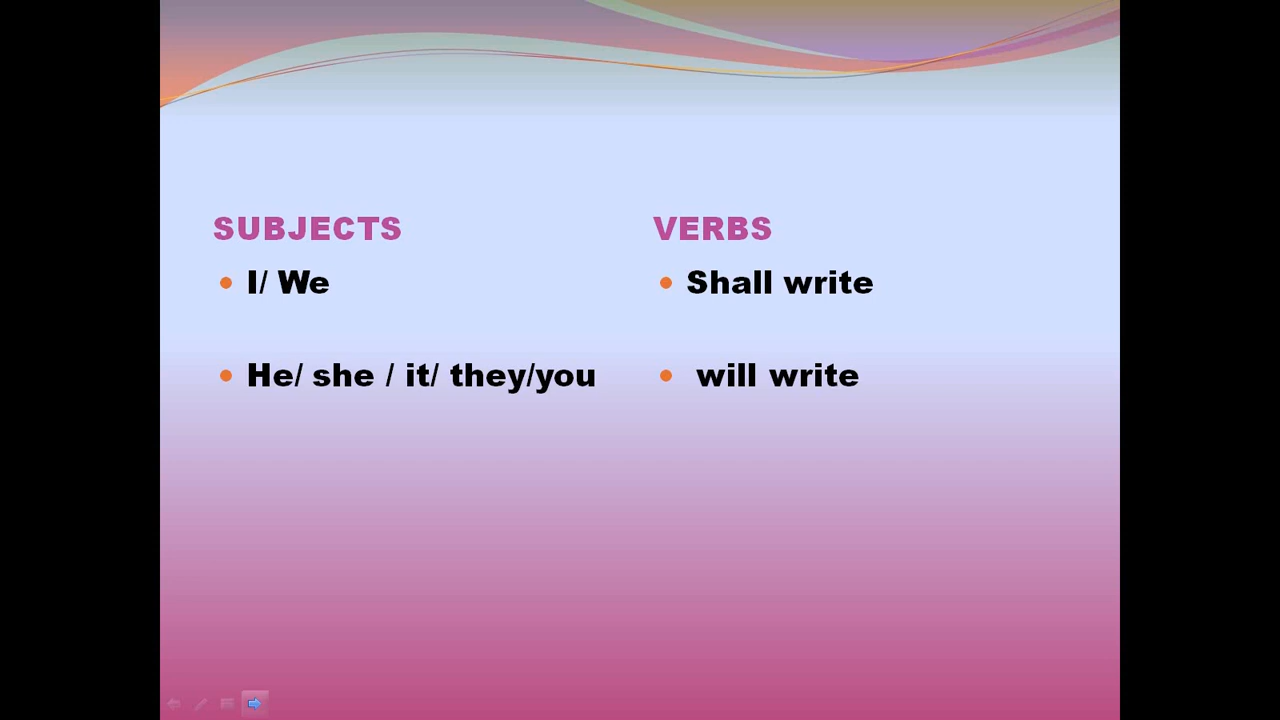 SUBJECTS
VERBS
I/ We
Shall write
He/ she / it/ they/you
will write